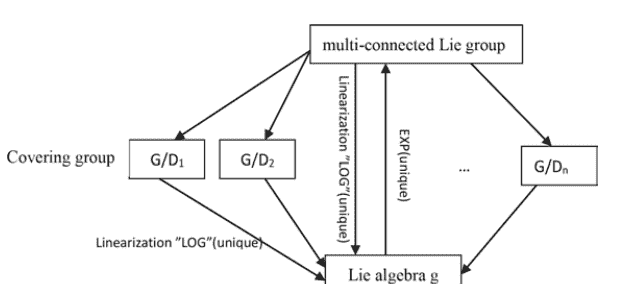 multi-connected Lie group
Linearization "LOG"(unique)
EXP(unique)
Covering group
G/D1
G/D2
...
G/Dn
Linearization "LOG"(unique)
Lie algebra g